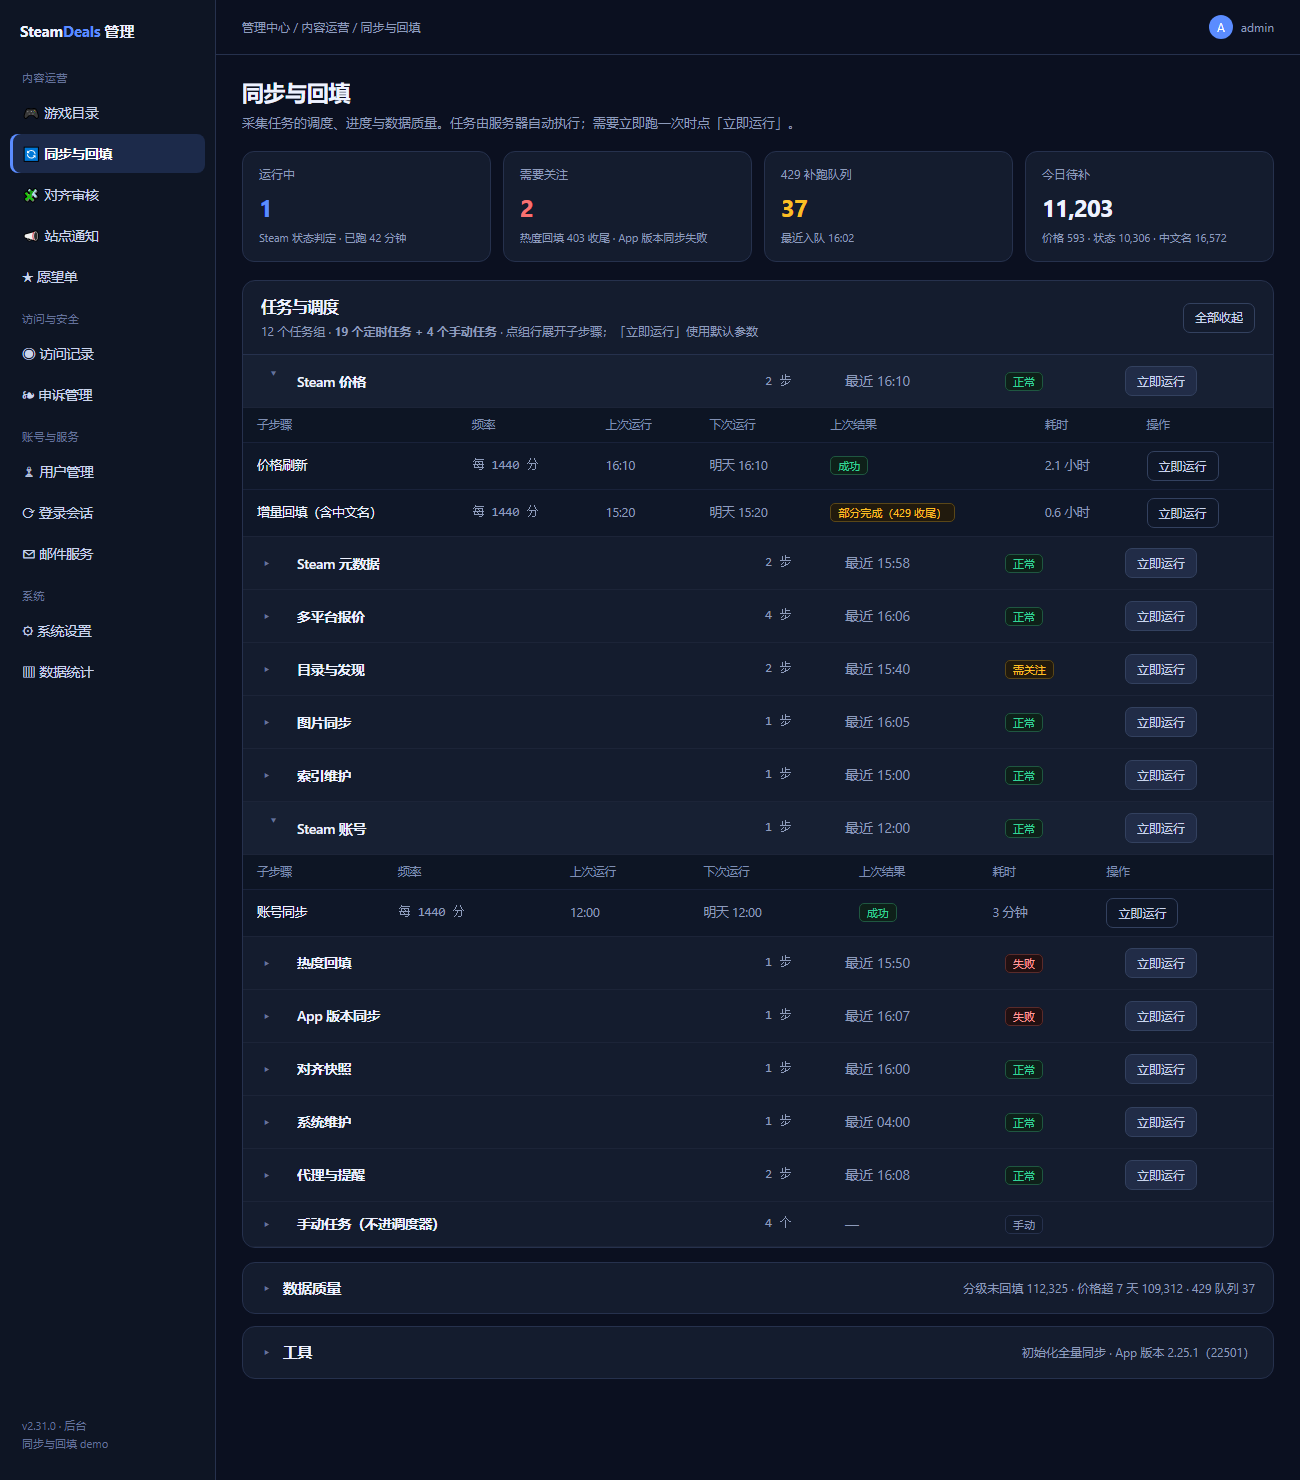 SteamDeals 管理
内容运营
游戏目录
同步与回填
对齐审核
站点通知
★ 愿望单
访问与安全
访问记录
申诉管理
账号与服务
用户管理
登录会话
邮件服务
系统
系统设置
数据统计
v2.31.0 · 后台
同步与回填 demo
管理中心 / 内容运营 / 同步与回填
A admin
同步与回填
采集任务的调度、进度与数据质量。任务由服务器自动执行；需要立即跑一次时点「立即运行」。
运行中
1
Steam 状态判定 · 已跑 42 分钟
需要关注
2
热度回填 403 收尾 · App 版本同步失败
429 补跑队列
37
最近入队 16:02
今日待补
11,203
价格 593 · 状态 10,306 · 中文名 16,572
任务与调度
12 个任务组 · 19 个定时任务 + 4 个手动任务 · 点组行展开子步骤；「立即运行」使用默认参数
全部收起
Steam 价格 2 步 最近 16:10 正常 立即运行
子步骤 频率 上次运行 下次运行 上次结果 耗时 操作
价格刷新 每 1440 分 16:10 明天 16:10 成功 2.1 小时 立即运行
增量回填（含中文名） 每 1440 分 15:20 明天 15:20 部分完成（429 收尾） 0.6 小时 立即运行
Steam 元数据 2 步 最近 15:58 正常 立即运行
多平台报价 4 步 最近 16:06 正常 立即运行
目录与发现 2 步 最近 15:40 需关注 立即运行
图片同步 1 步 最近 16:05 正常 立即运行
索引维护 1 步 最近 15:00 正常 立即运行
Steam 账号 1 步 最近 12:00 正常 立即运行
子步骤 频率 上次运行 下次运行 上次结果 耗时 操作
账号同步 每 1440 分 12:00 明天 12:00 成功 3 分钟 立即运行
热度回填 1 步 最近 15:50 失败 立即运行
App 版本同步 1 步 最近 16:07 失败 立即运行
对齐快照 1 步 最近 16:00 正常 立即运行
系统维护 1 步 最近 04:00 正常 立即运行
代理与提醒 2 步 最近 16:08 正常 立即运行
手动任务（不进调度器） 4 个 — 手动
数据质量 分级未回填 112,325 · 价格超 7 天 109,312 · 429 队列 37
工具 初始化全量同步 · App 版本 2.25.1（22501）